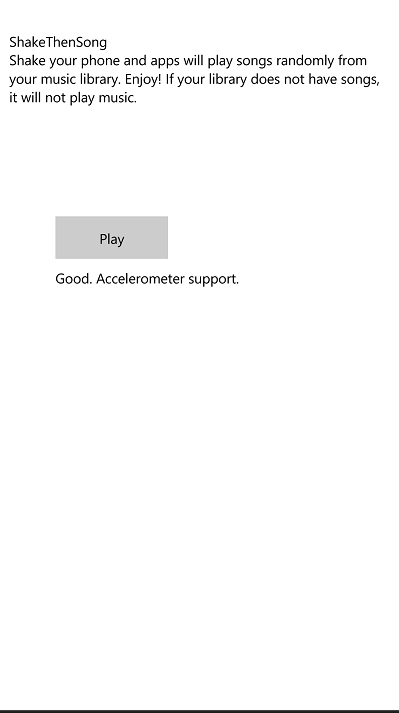 ShakeThenSong
Shake your phone and apps will play songs randomly from
your music library. Enjoy! If your library does not have songs,
it will not play music.
Play
Good. Accelerometer support.